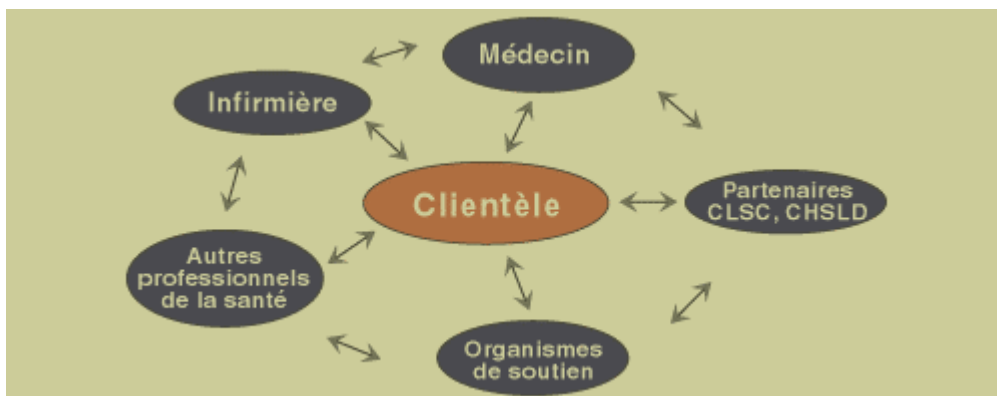 Médecin
Infirmière
Clientèle
Partenaires
CLSC, CHSLD
Autres
professionnels
de la santé
Organismes
de soutien